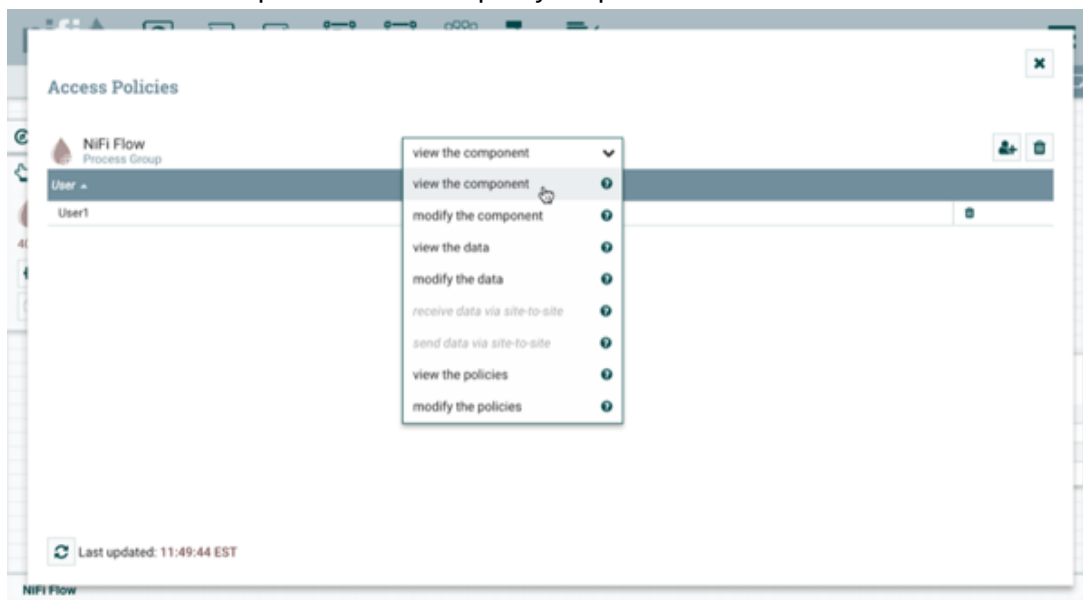 Access Policies
NiFi Flow
Process Group
view the component
User
view the component
User1
modify the component
view the data
modify the data
receive data via site-to-site
send data via site-to-site
view the policies
modify the policies
Last updated: 11:49:44 EST
NiFi Flow